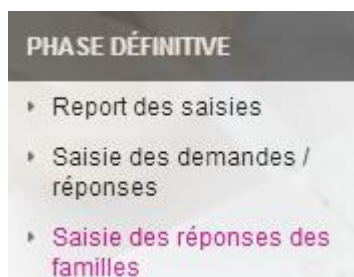 PHASE DÉFINITIVE
Report des saisies
Saisie des demandes /
réponses
Saisie des réponses des
familles